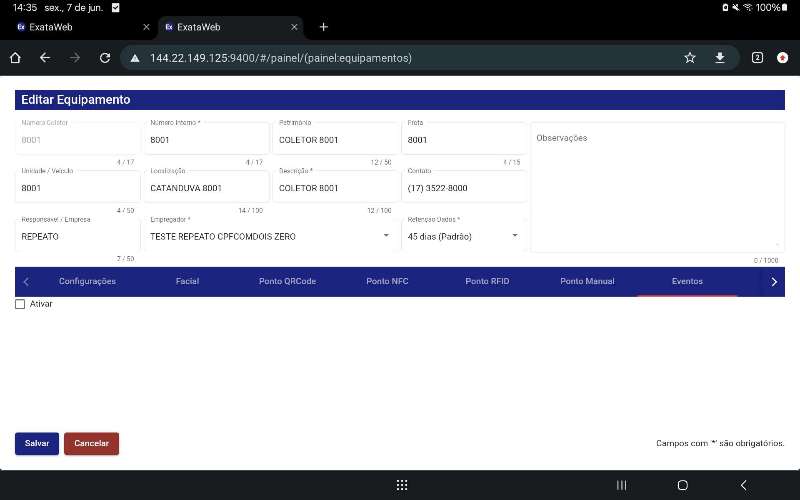 14:35 sex., 7 de jun. 100%
ExataWeb
ExataWeb
144.22.149.125:9400/#/painel/(painel:equipamentos)
2
Editar Equipamento
Número Coletor
8001
4 / 17
Número Interno *
8001
4 / 17
Patrimônio
COLETOR 8001
12 / 50
Frota
8001
4 / 15
Observações
0 / 1000
Unidade / Veículo
8001
4 / 50
Localização
CATANDUVA 8001
14 / 100
Descrição *
COLETOR 8001
12 / 100
Contato
(17) 3522-8000
Responsável / Empresa
REPEATO
7 / 50
Empregador *
TESTE REPEATO CPFCOMDOIS ZERO
Retenção Dados *
45 dias (Padrão)
Configurações
Facial
Ponto QRCode
Ponto NFC
Ponto RFID
Ponto Manual
Eventos
Ativar
Salvar
Cancelar
Campos com '*' são obrigatórios.